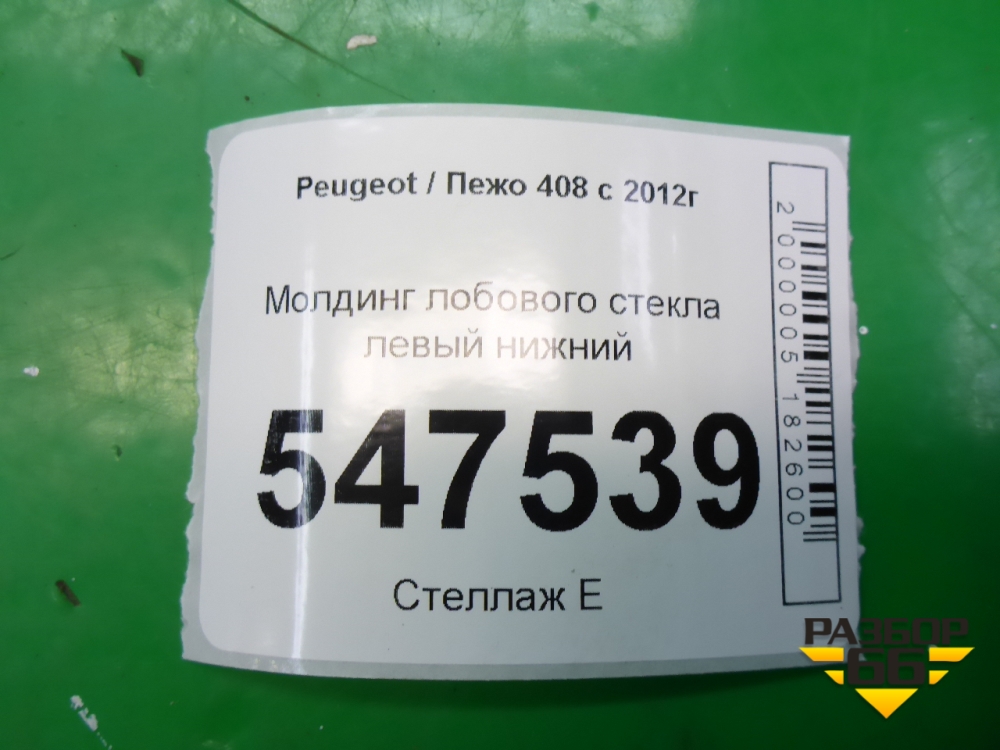 Peugeot / Пежо 408 с 2012г
Молдинг лобового стекла
левый нижний
547539
Стеллаж Е
2000005182600
РАЗБОР
66